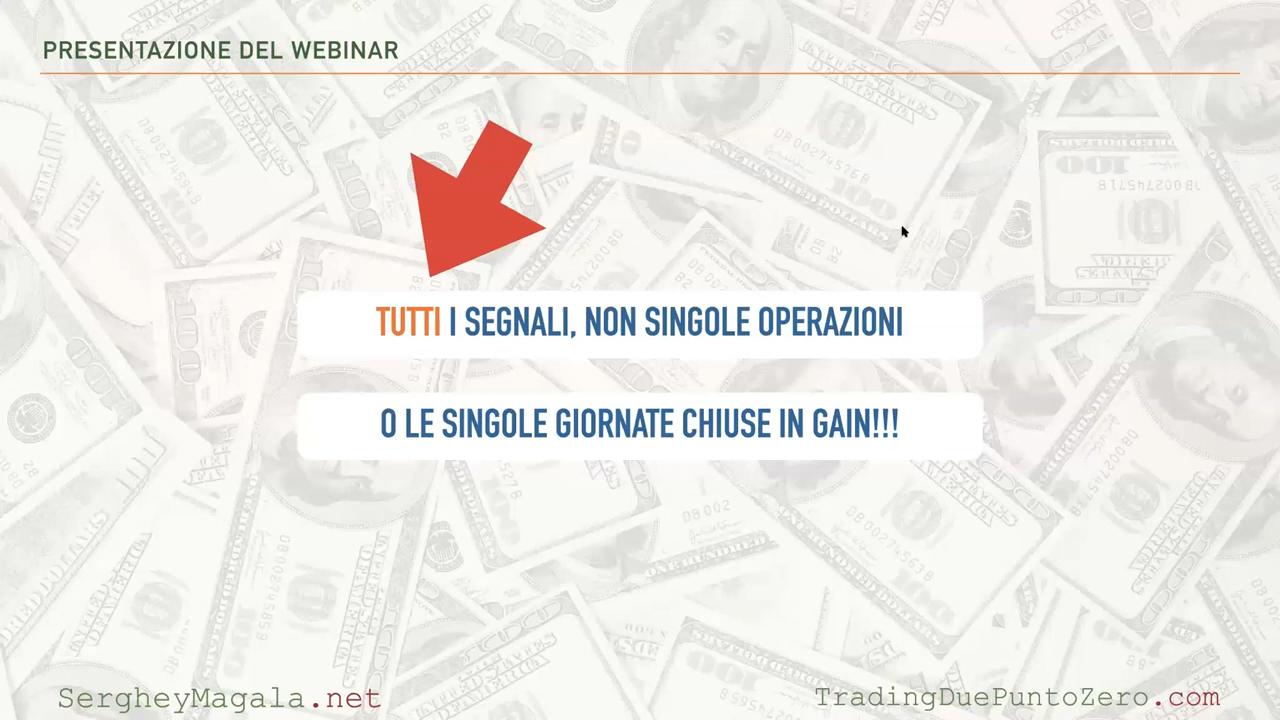 PRESENTAZIONE DEL WEBINAR
TUTTI I SEGNALI, NON SINGOLE OPERAZIONI
O LE SINGOLE GIORNATE CHIUSE IN GAIN!!!
SergheyMagala.net
TradingDuePuntoZero.com